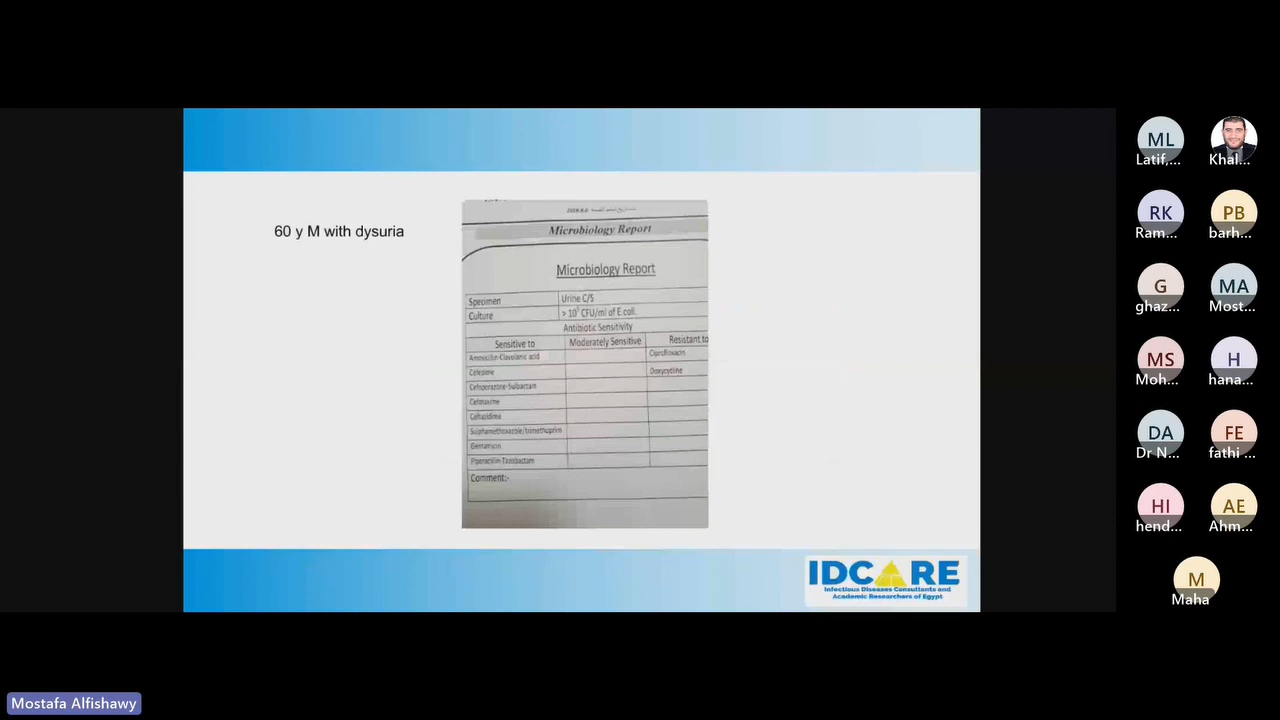 60 y M with dysuria
Microbiology Report
Microbiology Report
Specimen Urine C/S
Culture > 10⁵ CFU/ml of E coli.
Antibiotic Sensitivity
Sensitive to Moderately Sensitive Resistant to
Amoxicillin-Clavulanic acid Ciprofloxacin
Cefepime Doxycycline
Cefoperazone-Sulbactam
Cefotaxime
Ceftazidime
Sulphamethoxazole/trimethoprim
Gentamycin
Piperacillin-Tazobactam
Comment:-
IDCARE
Infectious Diseases Consultants and
Academic Researchers of Egypt
ML
Latif,...
Khal...
RK PB
Ram... barh...
G MA
ghaz... Most...
MS H
Moh... hana...
DA FE
Dr N... fathi ...
HI AE
hend... Ahm...
M
Maha
Mostafa Alfishawy